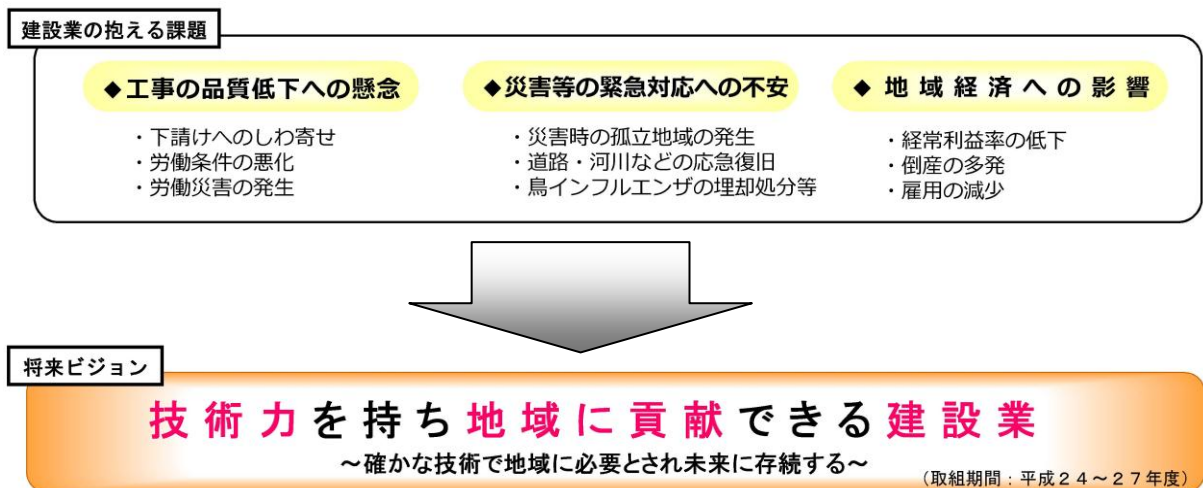 建設業の抱える課題
◆工事の品質低下への懸念
・下請けへのしわ寄せ
・労働条件の悪化
・労働災害の発生
◆災害等の緊急対応への不安
・災害時の孤立地域の発生
・道路・河川などの応急復旧
・鳥インフルエンザの埋却処分等
◆地域経済への影響
・経常利益率の低下
・倒産の多発
・雇用の減少
将来ビジョン
技術力を持ち地域に貢献できる建設業
～確かな技術で地域に必要とされ未来に存続する～
（取組期間：平成２４～２７年度）